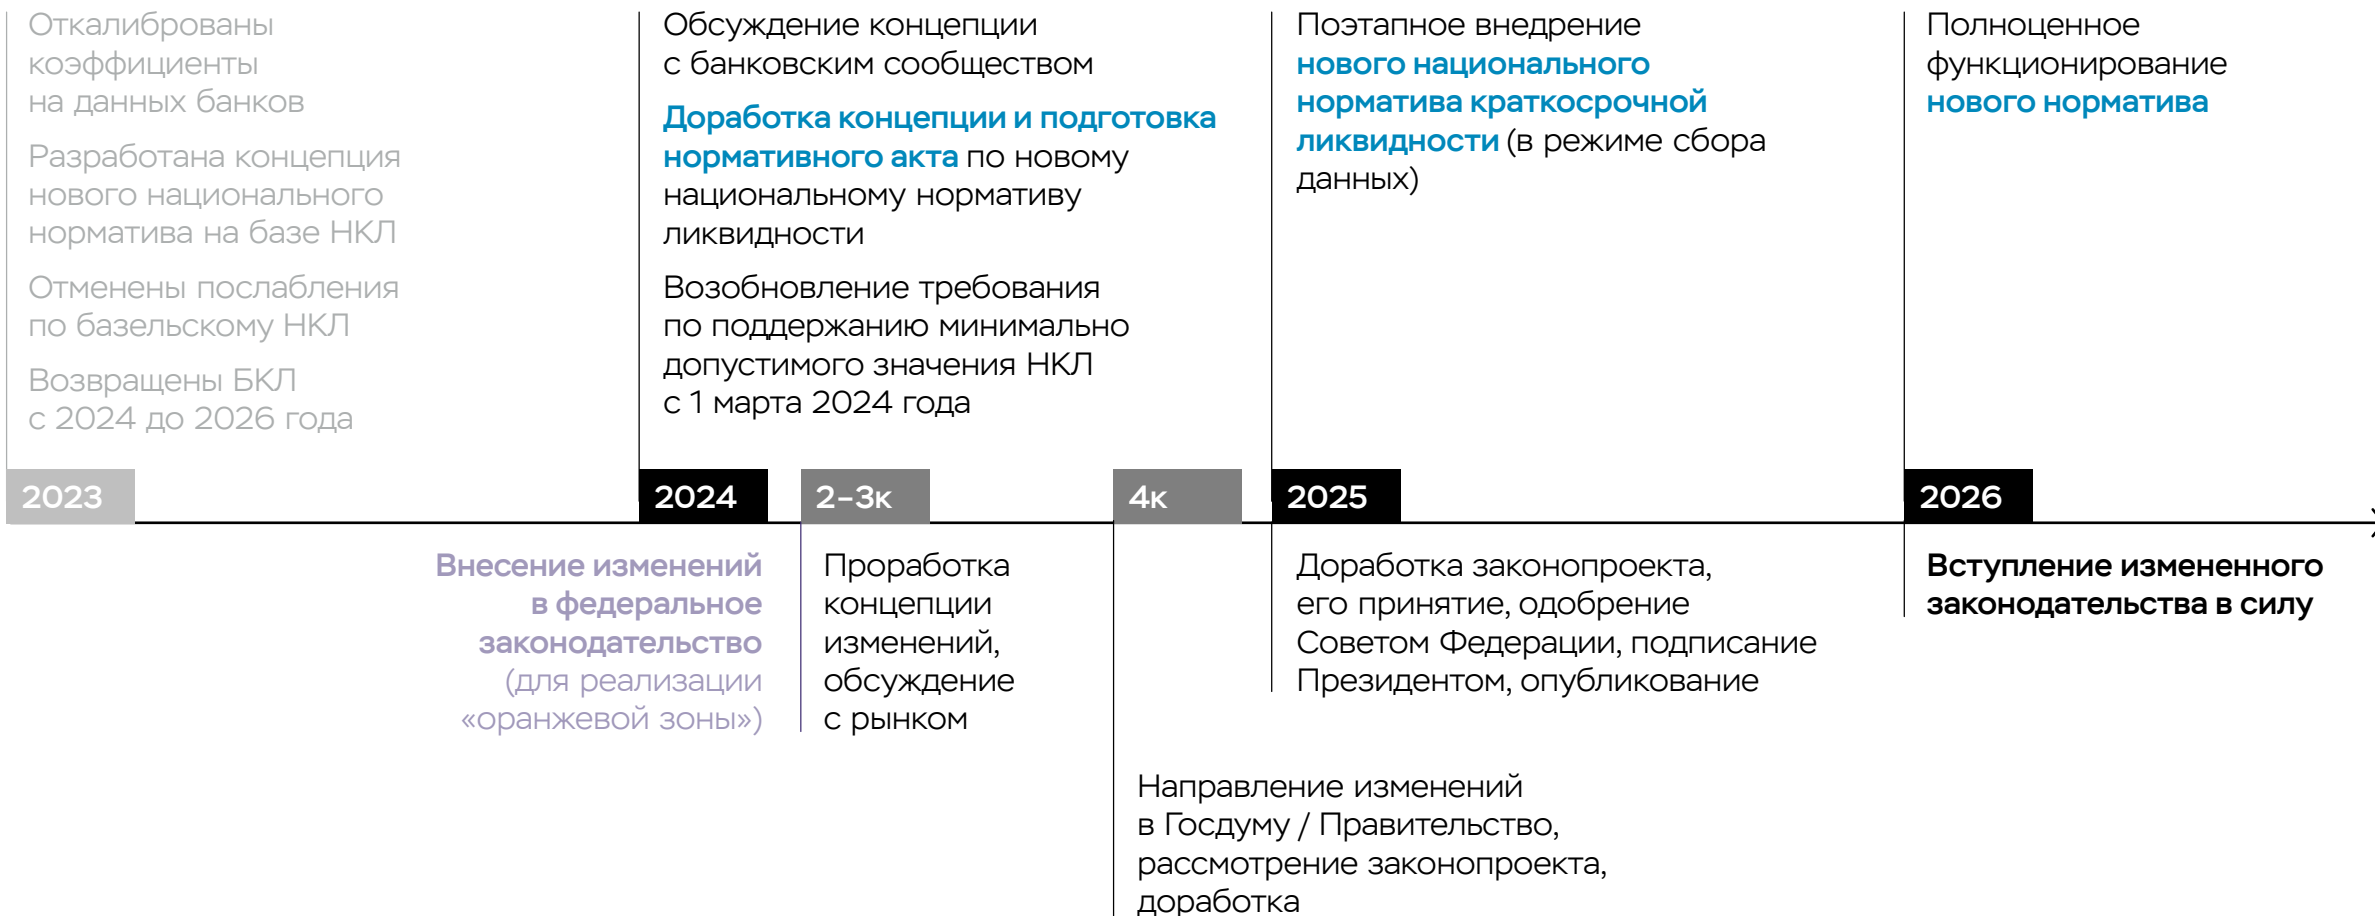 Откалиброваны
коэффициенты
на данных банков
Разработана концепция
нового национального
норматива на базе НКЛ
Отменены послабления
по базельскому НКЛ
Возвращены БКЛ
с 2024 до 2026 года
Обсуждение концепции
с банковским сообществом
Доработка концепции и подготовка
нормативного акта по новому
национальному нормативу
ликвидности
Возобновление требования
по поддержанию минимально
допустимого значения НКЛ
с 1 марта 2024 года
Поэтапное внедрение
нового национального
норматива краткосрочной
ликвидности (в режиме сбора
данных)
Полноценное
функционирование
нового норматива
2023
2024
2–3к
4к
2025
2026
Внесение изменений
в федеральное
законодательство
(для реализации
«оранжевой зоны»)
Проработка
концепции
изменений,
обсуждение
с рынком
Направление изменений
в Госдуму / Правительство,
рассмотрение законопроекта,
доработка
Доработка законопроекта,
его принятие, одобрение
Советом Федерации, подписание
Президентом, опубликование
Вступление измененного
законодательства в силу